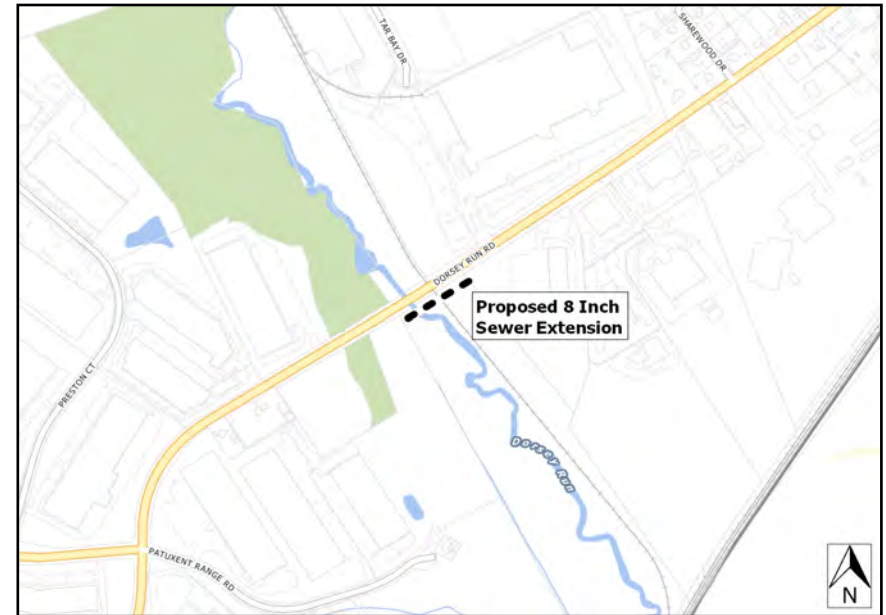 TAR BAY DR
SHAREWOOD DR
DORSEY RUN RD
Proposed 8 Inch
Sewer Extension
PRESTON CT
Dorsey Run
PATUXENT RANGE RD
N